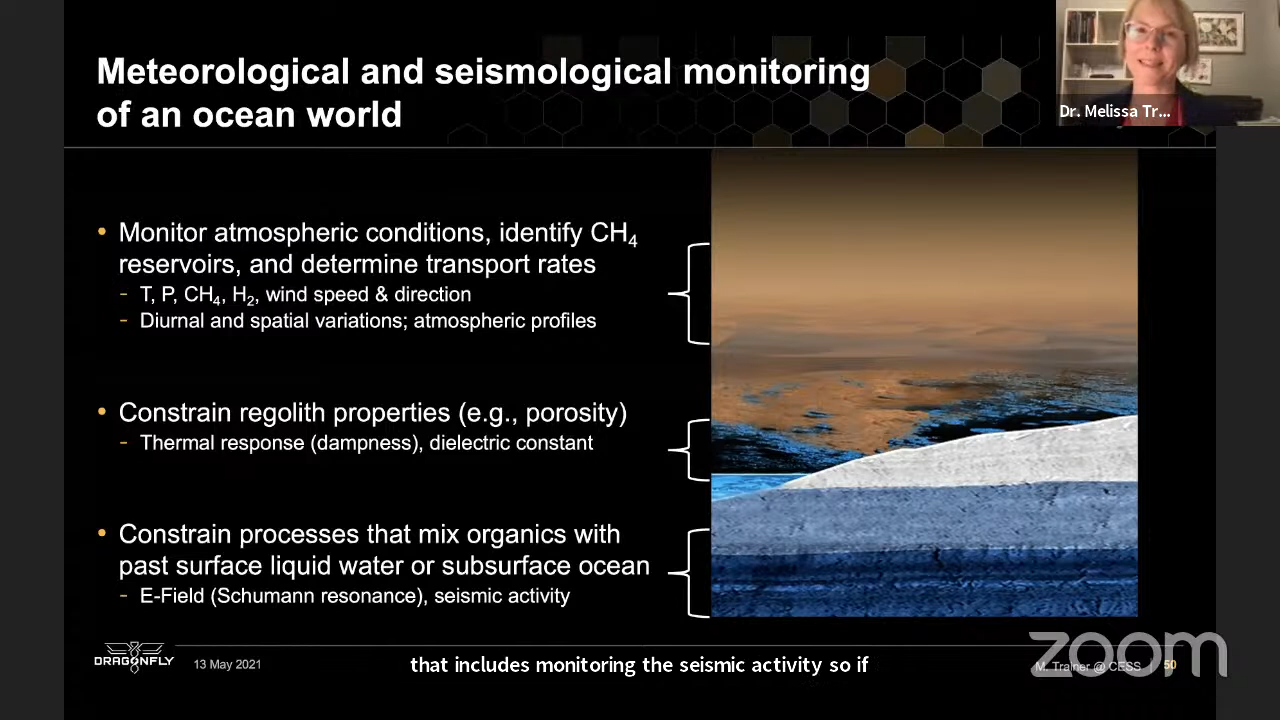 Meteorological and seismological monitoring
of an ocean world
Dr. Melissa Tr...
• Monitor atmospheric conditions, identify CH₄
reservoirs, and determine transport rates
- T, P, CH₄, H₂, wind speed & direction
- Diurnal and spatial variations; atmospheric profiles
• Constrain regolith properties (e.g., porosity)
- Thermal response (dampness), dielectric constant
• Constrain processes that mix organics with
past surface liquid water or subsurface ocean
- E-Field (Schumann resonance), seismic activity
DRAGONFLY
13 May 2021
that includes monitoring the seismic activity so if
M. Trainer @ CESS | 50
zoom